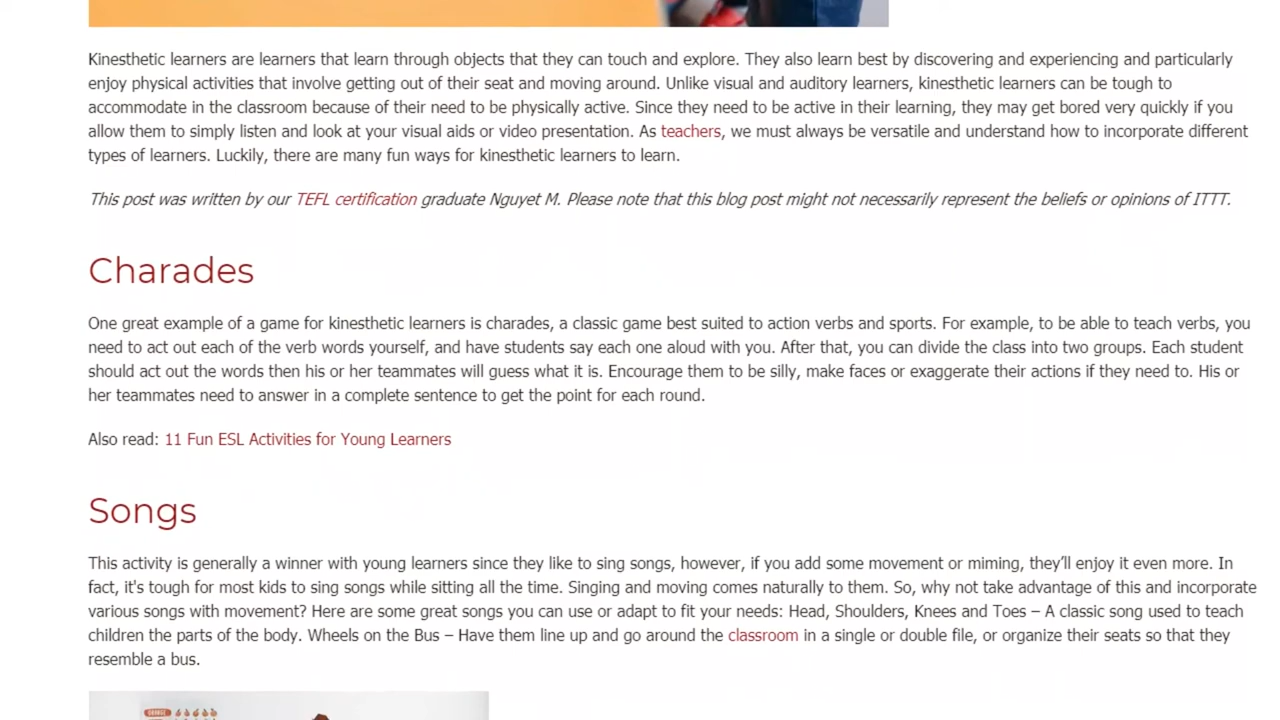 Kinesthetic learners are learners that learn through objects that they can touch and explore. They also learn best by discovering and experiencing and particularly
enjoy physical activities that involve getting out of their seat and moving around. Unlike visual and auditory learners, kinesthetic learners can be tough to
accommodate in the classroom because of their need to be physically active. Since they need to be active in their learning, they may get bored very quickly if you
allow them to simply listen and look at your visual aids or video presentation. As teachers, we must always be versatile and understand how to incorporate different
types of learners. Luckily, there are many fun ways for kinesthetic learners to learn.
This post was written by our TEFL certification graduate Nguyet M. Please note that this blog post might not necessarily represent the beliefs or opinions of ITTT.
Charades
One great example of a game for kinesthetic learners is charades, a classic game best suited to action verbs and sports. For example, to be able to teach verbs, you
need to act out each of the verb words yourself, and have students say each one aloud with you. After that, you can divide the class into two groups. Each student
should act out the words then his or her teammates will guess what it is. Encourage them to be silly, make faces or exaggerate their actions if they need to. His or
her teammates need to answer in a complete sentence to get the point for each round.
Also read: 11 Fun ESL Activities for Young Learners
Songs
This activity is generally a winner with young learners since they like to sing songs, however, if you add some movement or miming, they’ll enjoy it even more. In
fact, it's tough for most kids to sing songs while sitting all the time. Singing and moving comes naturally to them. So, why not take advantage of this and incorporate
various songs with movement? Here are some great songs you can use or adapt to fit your needs: Head, Shoulders, Knees and Toes – A classic song used to teach
children the parts of the body. Wheels on the Bus – Have them line up and go around the classroom in a single or double file, or organize their seats so that they
resemble a bus.